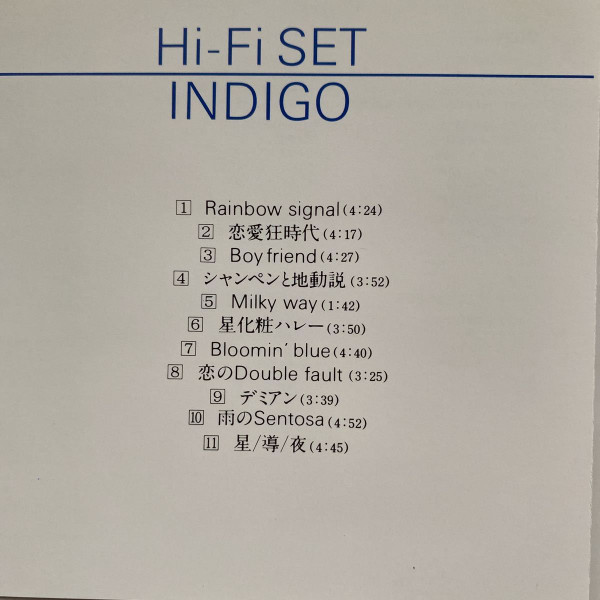 Hi-Fi SET
INDIGO
1 Rainbow signal(4:24)
2 恋愛狂時代(4:17)
3 Boy friend(4:27)
4 シャンペンと地動説(3:52)
5 Milky way(1:42)
6 星化粧ハレー(3:50)
7 Bloomin' blue(4:40)
8 恋のDouble fault(3:25)
9 デミアン(3:39)
10 雨のSentosa(4:52)
11 星/導/夜(4:45)